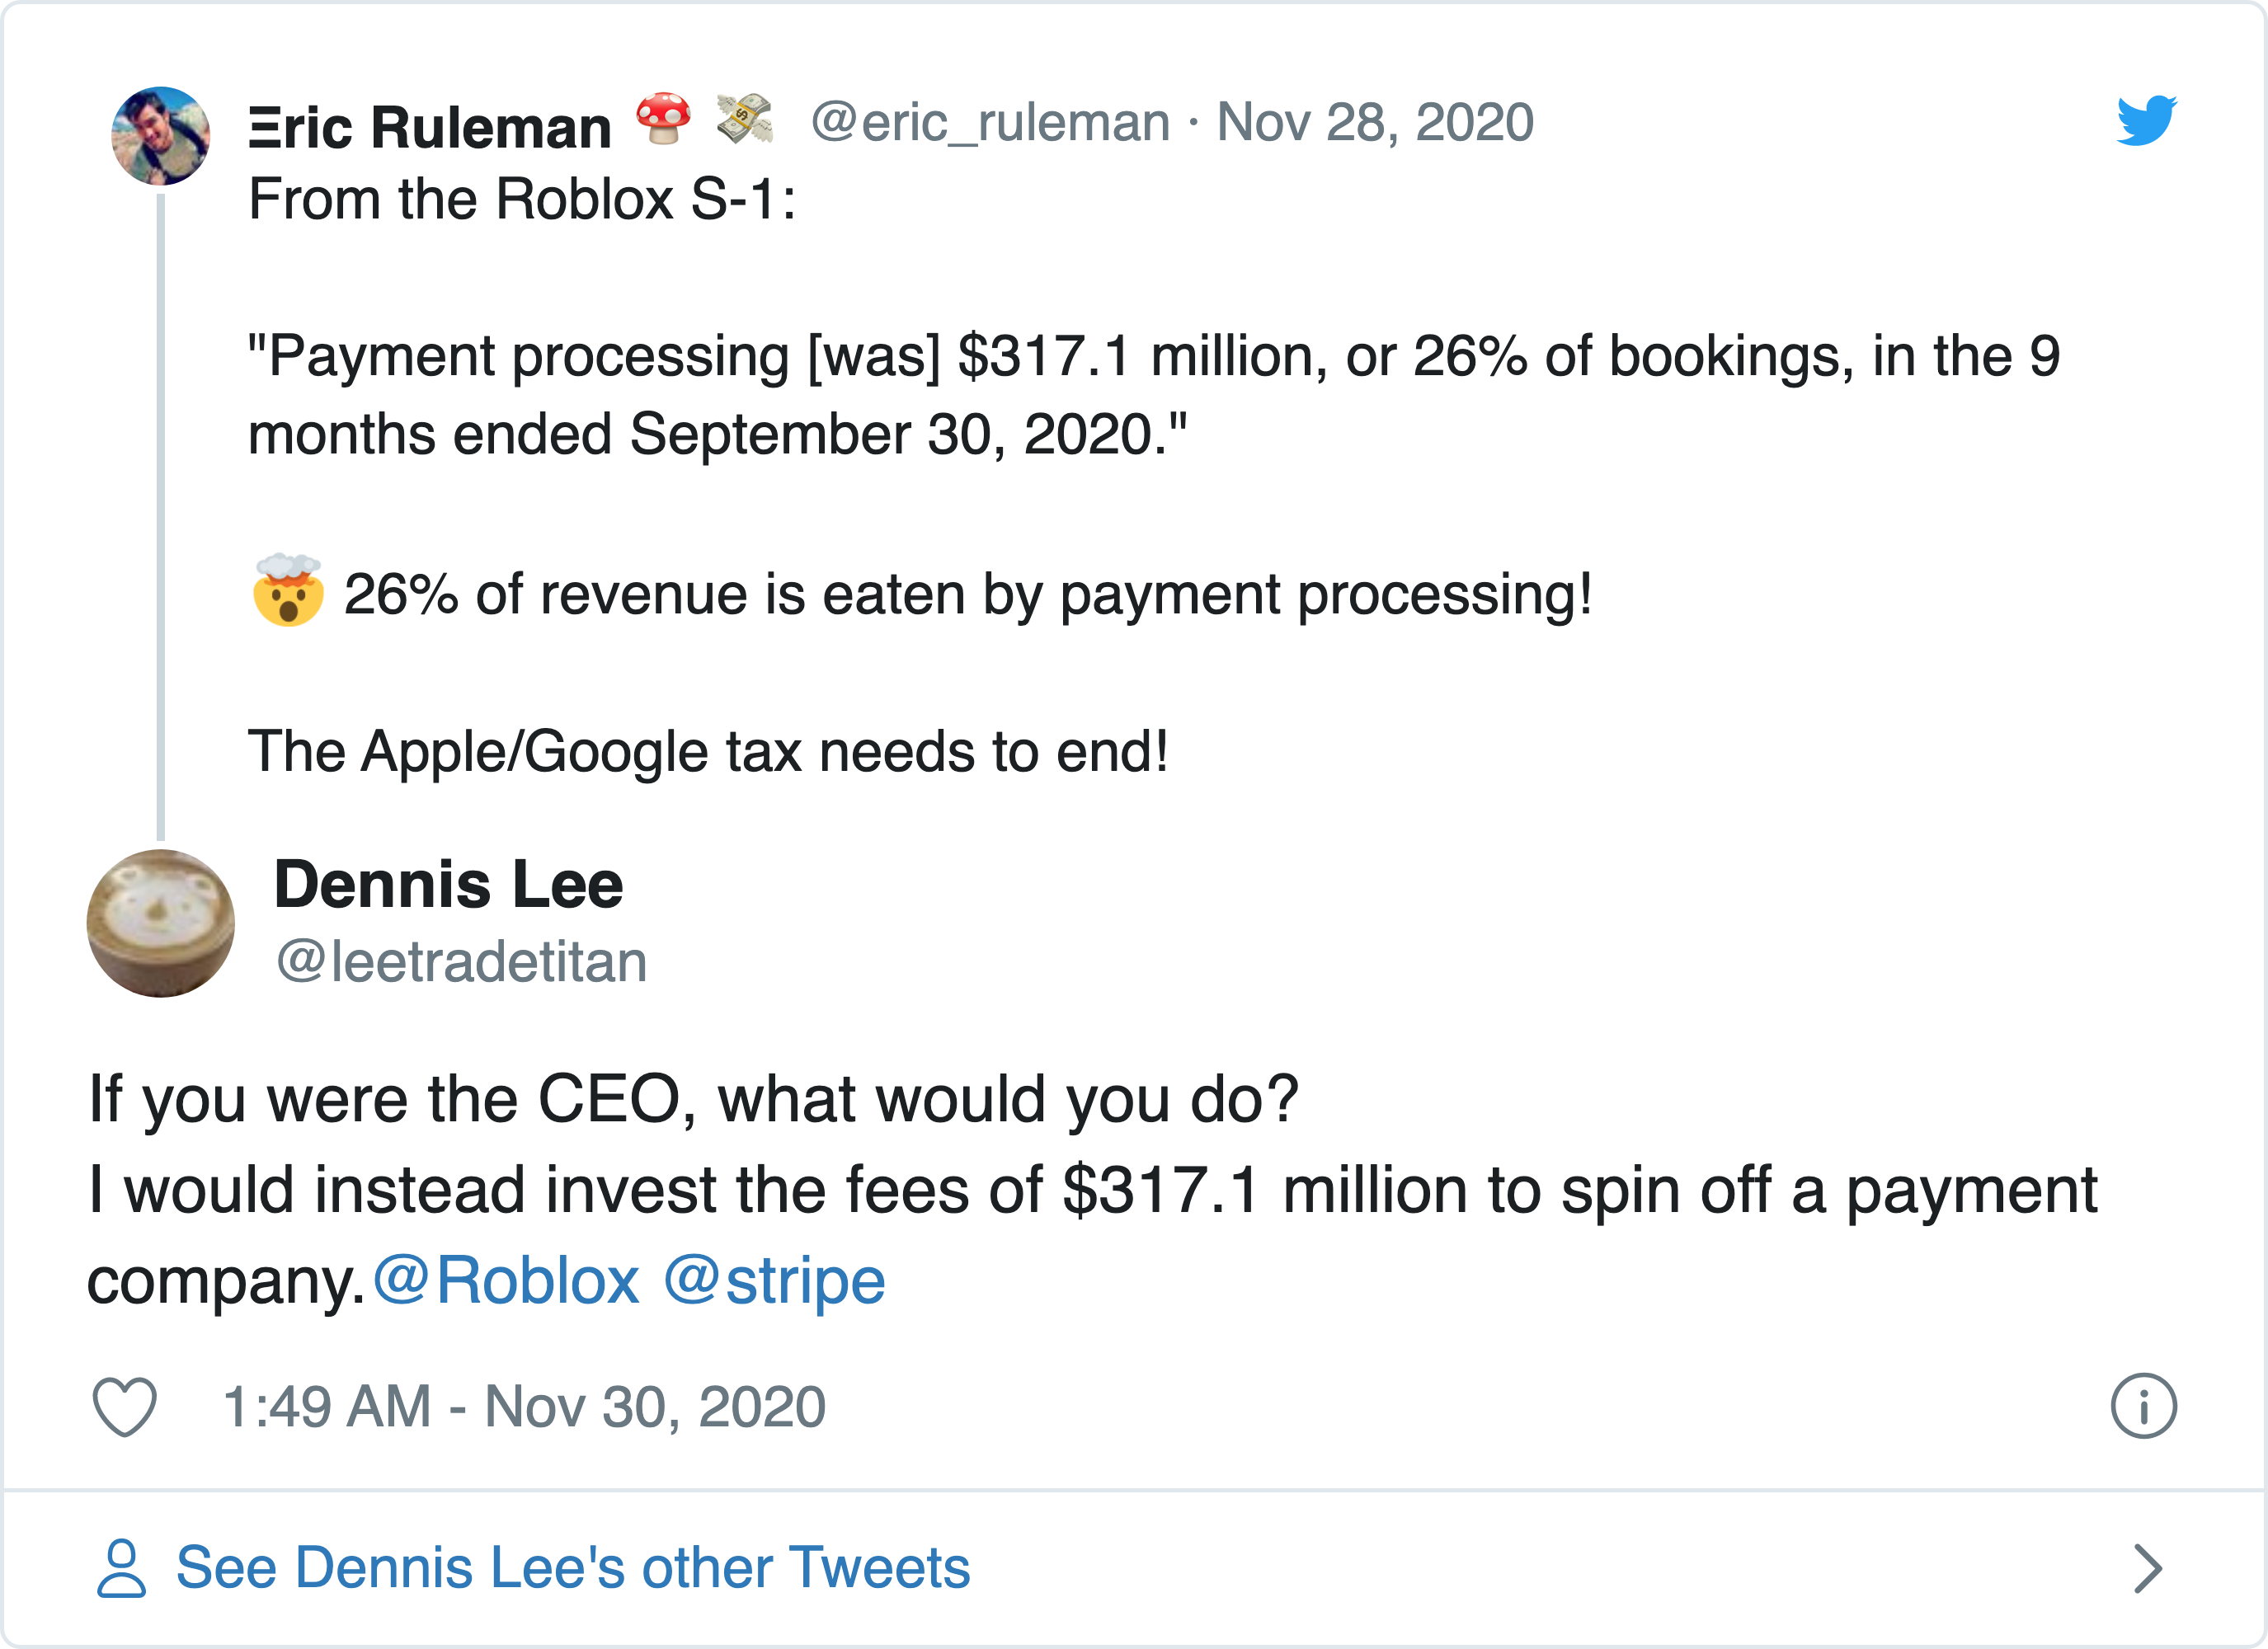 Ξric Ruleman 🍄 💸 @eric_ruleman · Nov 28, 2020
From the Roblox S-1:
"Payment processing [was] $317.1 million, or 26% of bookings, in the 9
months ended September 30, 2020."
🤯 26% of revenue is eaten by payment processing!
The Apple/Google tax needs to end!
Dennis Lee
@leetradetitan
If you were the CEO, what would you do?
I would instead invest the fees of $317.1 million to spin off a payment
company.@Roblox @stripe
1:49 AM - Nov 30, 2020
See Dennis Lee's other Tweets